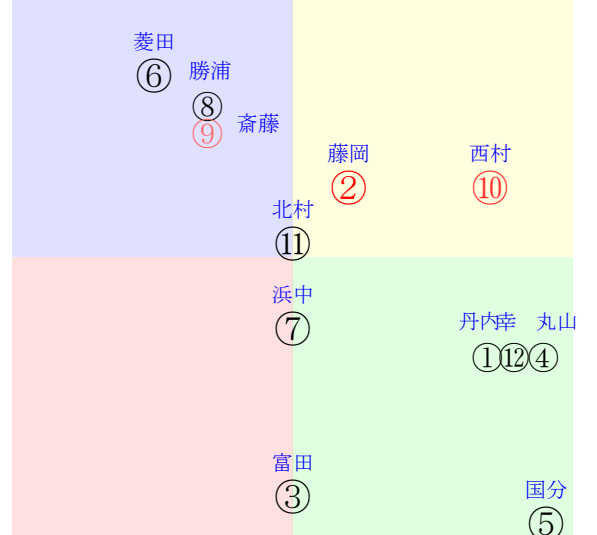 菱田
⑥
勝浦
⑧
⑨
斎藤
藤岡
②
西村
⑩
北村
⑪
浜中
⑦
丹内幸 丸山
①⑫④
富田
③
国分
⑤